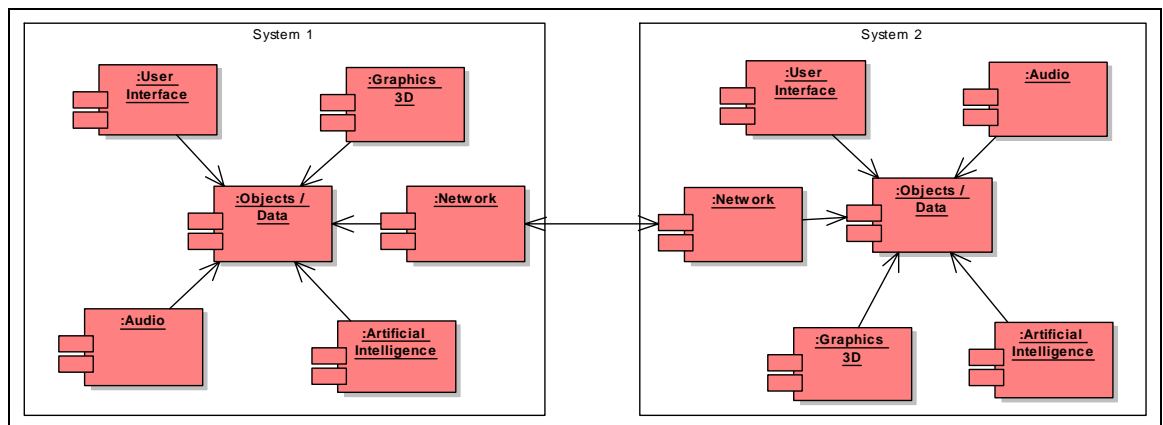 System 1
:User
Interface
:Graphics
3D
:Objects /
Data
:Network
:Audio
:Artificial
Intelligence
System 2
:User
Interface
:Audio
:Network
:Objects /
Data
:Graphics
3D
:Artificial
Intelligence